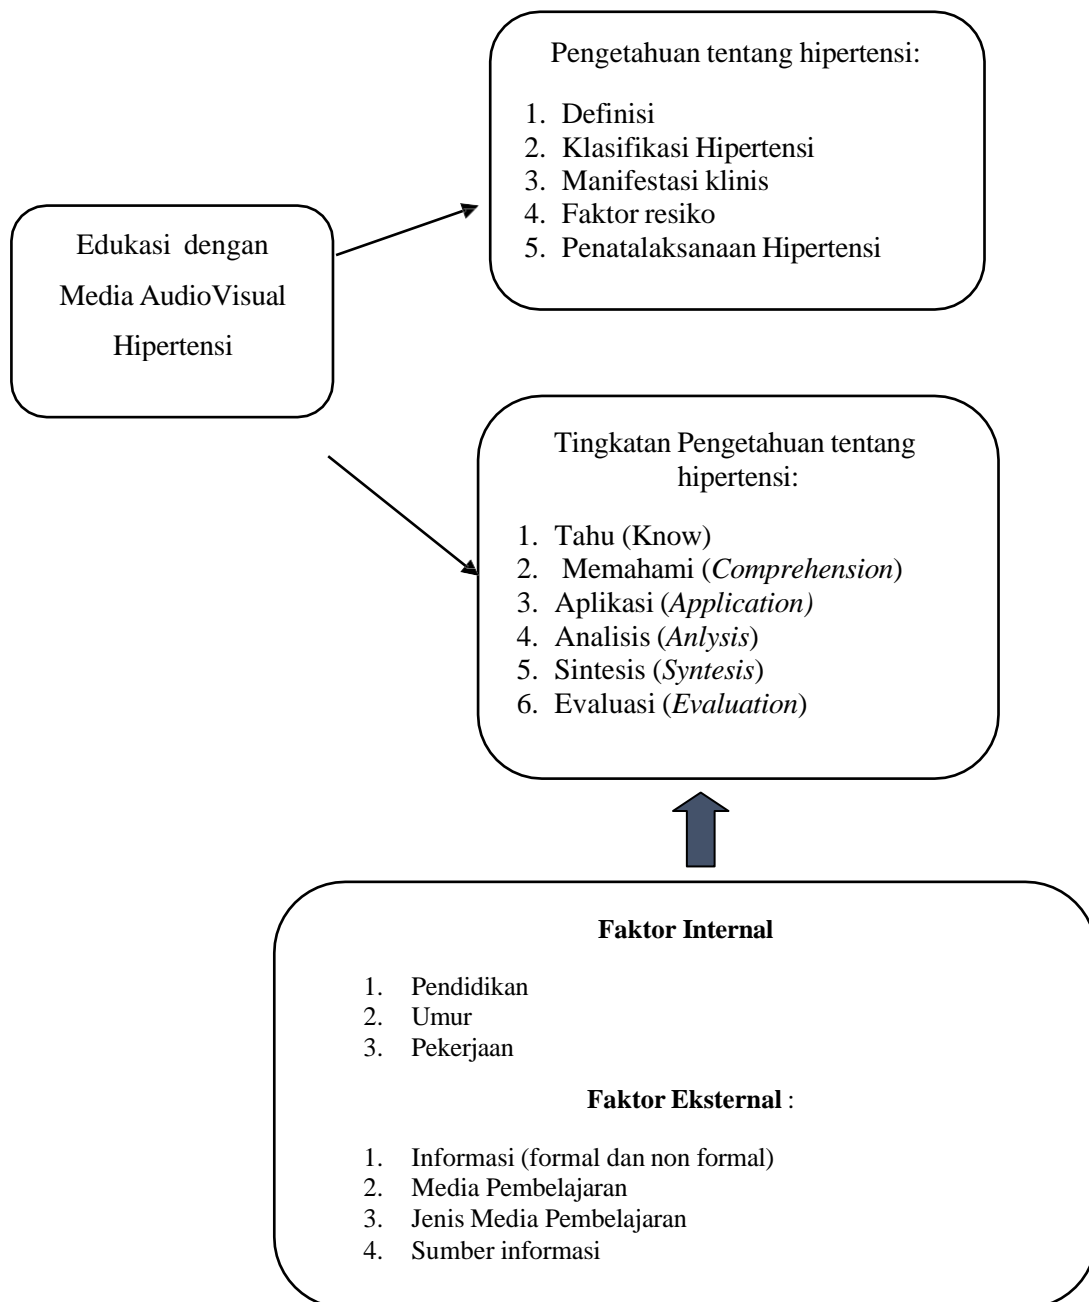 Pengetahuan tentang hipertensi:
1. Definisi
2. Klasifikasi Hipertensi
3. Manifestasi klinis
4. Faktor resiko
5. Penatalaksanaan Hipertensi
Edukasi dengan
Media AudioVisual
Hipertensi
Tingkatan Pengetahuan tentang
hipertensi:
1. Tahu (Know)
2. Memahami (Comprehension)
3. Aplikasi (Application)
4. Analisis (Anlysis)
5. Sintesis (Syntesis)
6. Evaluasi (Evaluation)
Faktor Internal
1. Pendidikan
2. Umur
3. Pekerjaan
Faktor Eksternal :
1. Informasi (formal dan non formal)
2. Media Pembelajaran
3. Jenis Media Pembelajaran
4. Sumber informasi